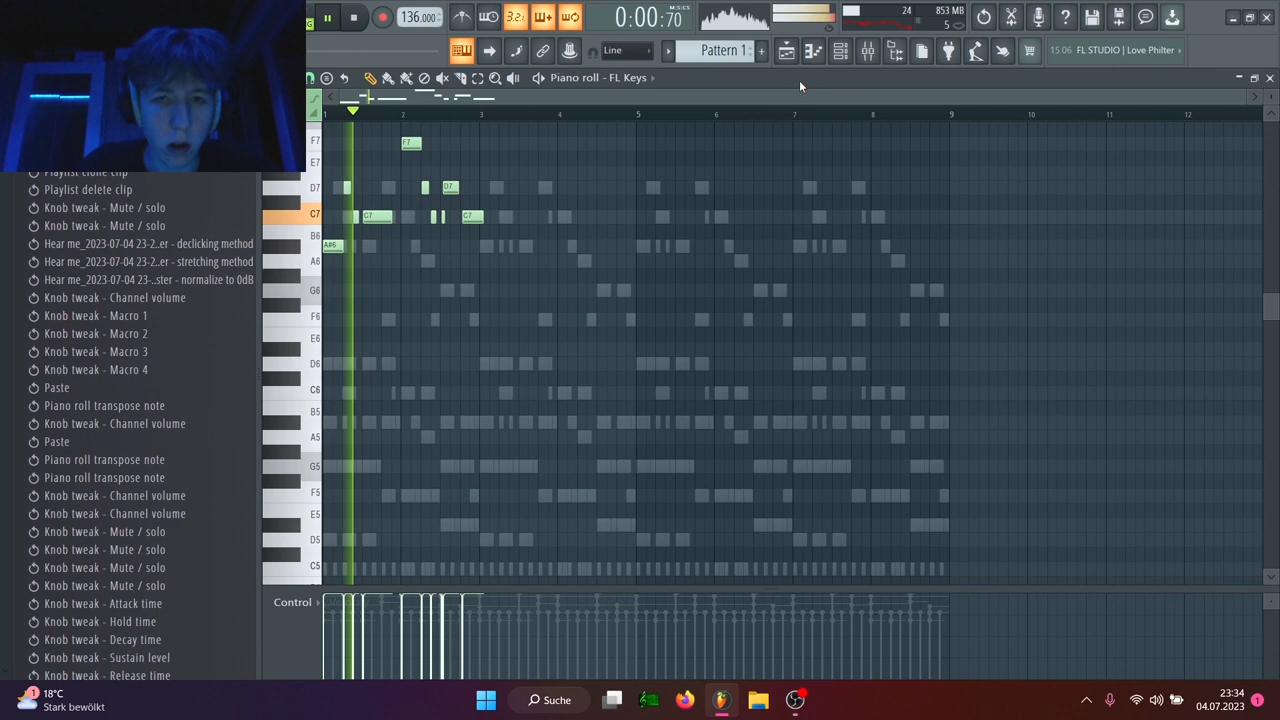 G
136.000
3.2.
0:00:70
M:S:CS
24
853 MB
5
Line
Pattern 1
15:06 FL STUDIO | Love Philter
Piano roll - FL Keys
1 2 3 4 5 6 7 8 9 10 11 12
Playlist clone clip
Playlist delete clip
Knob tweak - Mute / solo
Knob tweak - Mute / solo
Hear me_2023-07-04 23-2..er - declicking method
Hear me_2023-07-04 23-2..er - stretching method
Hear me_2023-07-04 23-..ster - normalize to 0dB
Knob tweak - Channel volume
Knob tweak - Macro 1
Knob tweak - Macro 2
Knob tweak - Macro 3
Knob tweak - Macro 4
Paste
Piano roll transpose note
Knob tweak - Channel volume
Paste
Piano roll transpose note
Piano roll transpose note
Knob tweak - Channel volume
Knob tweak - Channel volume
Knob tweak - Mute / solo
Knob tweak - Mute / solo
Knob tweak - Mute / solo
Knob tweak - Mute / solo
Knob tweak - Attack time
Knob tweak - Hold time
Knob tweak - Decay time
Knob tweak - Sustain level
Knob tweak - Release time
F7 F7
E7
D7 D7
C7 C7 C7
B6
A#6
A6
G6
F6
E6
D6
C6
B5
A5
G5
F5
E5
D5
C5
Control
1
18°C
Stark bewölkt
Suche
23:34
04.07.2023
1